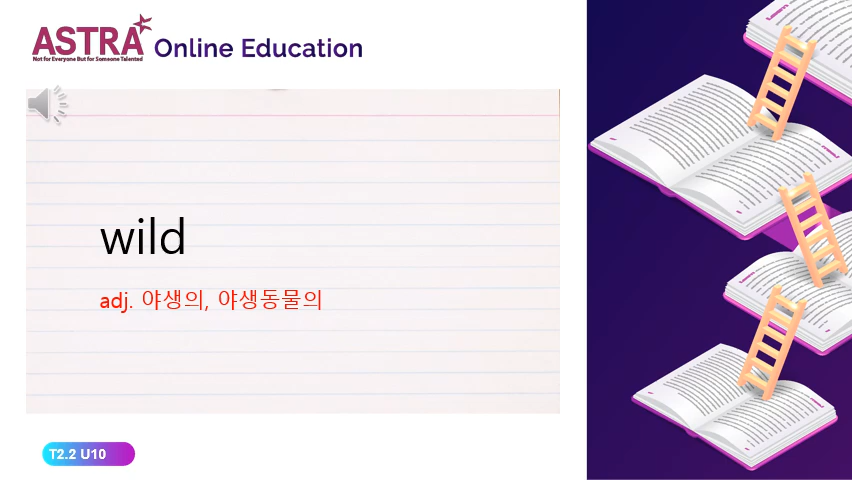 ASTRA
Not for Everyone But for Someone Talented
Online Education
wild
adj. 야생의, 야생동물의
T2.2 U10